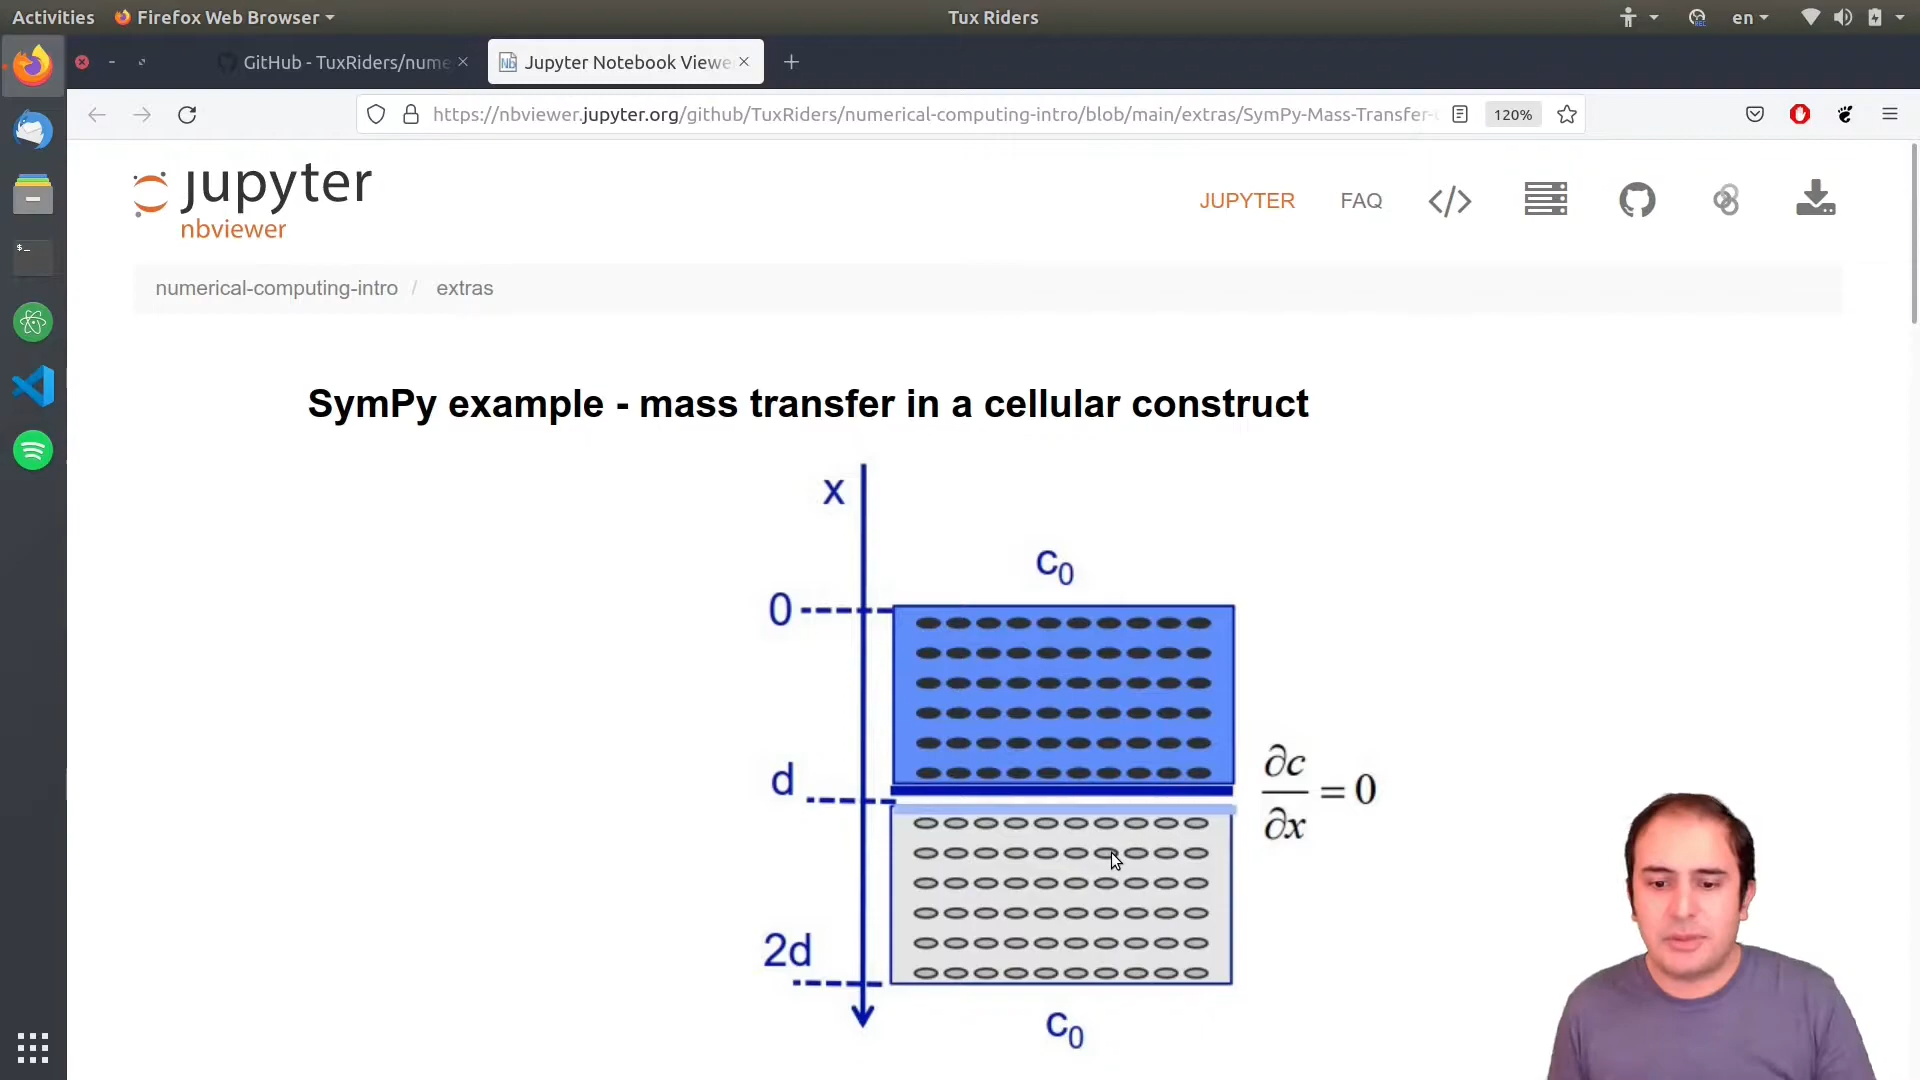 Activities Firefox Web Browser Tux Riders en
GitHub - TuxRiders/nume Jupyter Notebook Viewe
https://nbviewer.jupyter.org/github/TuxRiders/numerical-computing-intro/blob/main/extras/SymPy-Mass-Transfer- 120%
jupyter
nbviewer
JUPYTER FAQ </>
numerical-computing-intro / extras
SymPy example - mass transfer in a cellular construct
x
c0
0
d
∂c/∂x = 0
2d
c0